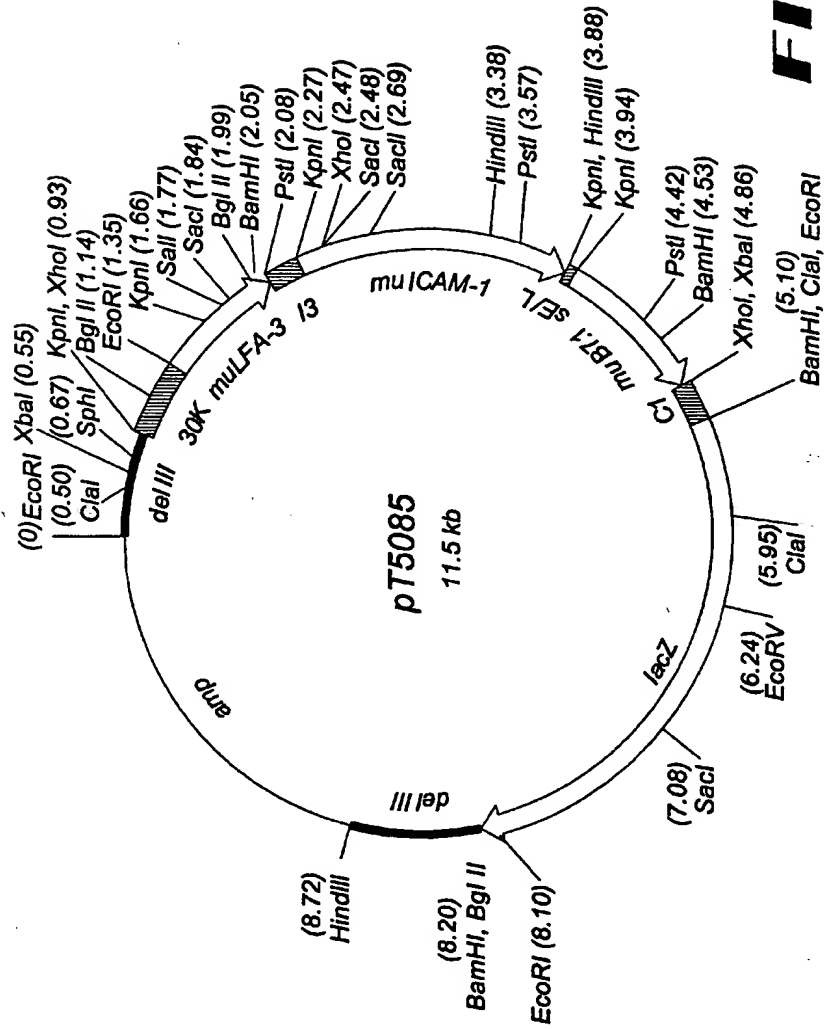 (0)EcoRI
(0.50)
ClaI
XbaI (0.55)
(0.67)
SphI
KpnI, XhoI (0.93)
Bgl II (1.14)
EcoRI (1.35)
KpnI (1.66)
SalI (1.77)
SacI (1.84)
Bgl II (1.99)
BamHI (2.05)
PstI (2.08)
KpnI (2.27)
XhoI (2.47)
SacI (2.48)
SacII (2.69)
HindIII (3.38)
PstI (3.57)
KpnI, HindIII (3.88)
KpnI (3.94)
PstI (4.42)
BamHI (4.53)
XhoI, XbaI (4.86)
(5.10)
BamHI, ClaI, EcoRI
(5.95)
ClaI
(6.24)
EcoRV
(7.08)
SacI
EcoRI (8.10)
(8.20)
BamHI, Bgl II
(8.72)
HindIII
del III
30K
muLFA-3
I3
muICAM-1
sE/L
muB7.1
C1
lacZ
del III
amp
pT5085
11.5 kb
FI